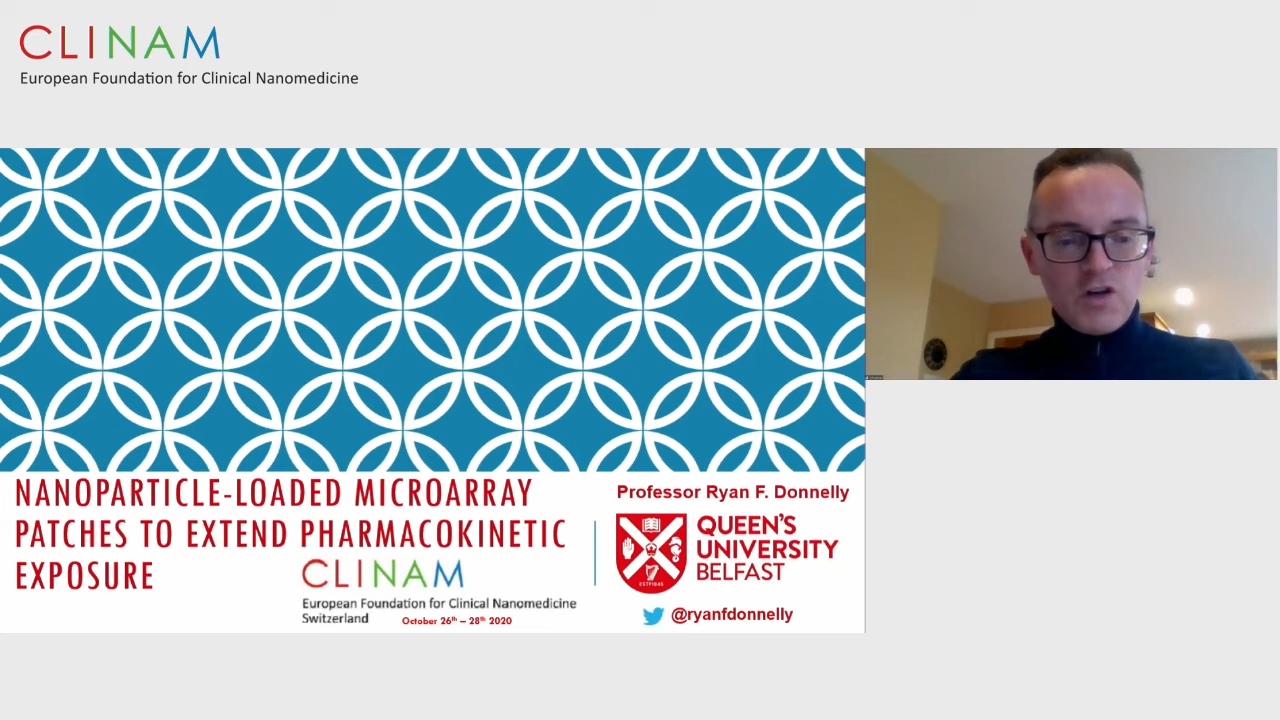 CLINAM
European Foundation for Clinical Nanomedicine
NANOPARTICLE-LOADED MICROARRAY
PATCHES TO EXTEND PHARMACOKINETIC
EXPOSURE
CLINAM
European Foundation for Clinical Nanomedicine
Switzerland
October 26th – 28th 2020
Professor Ryan F. Donnelly
QUEEN'S
UNIVERSITY
BELFAST
ESTD1845
@ryanfdonnelly